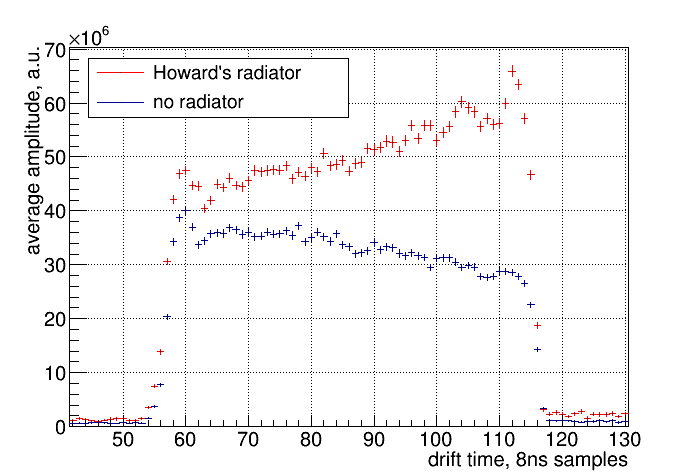 ×10⁶
70
60
50
40
30
20
10
0
average amplitude, a.u.
Howard's radiator
no radiator
50 60 70 80 90 100 110 120 130
drift time, 8ns samples